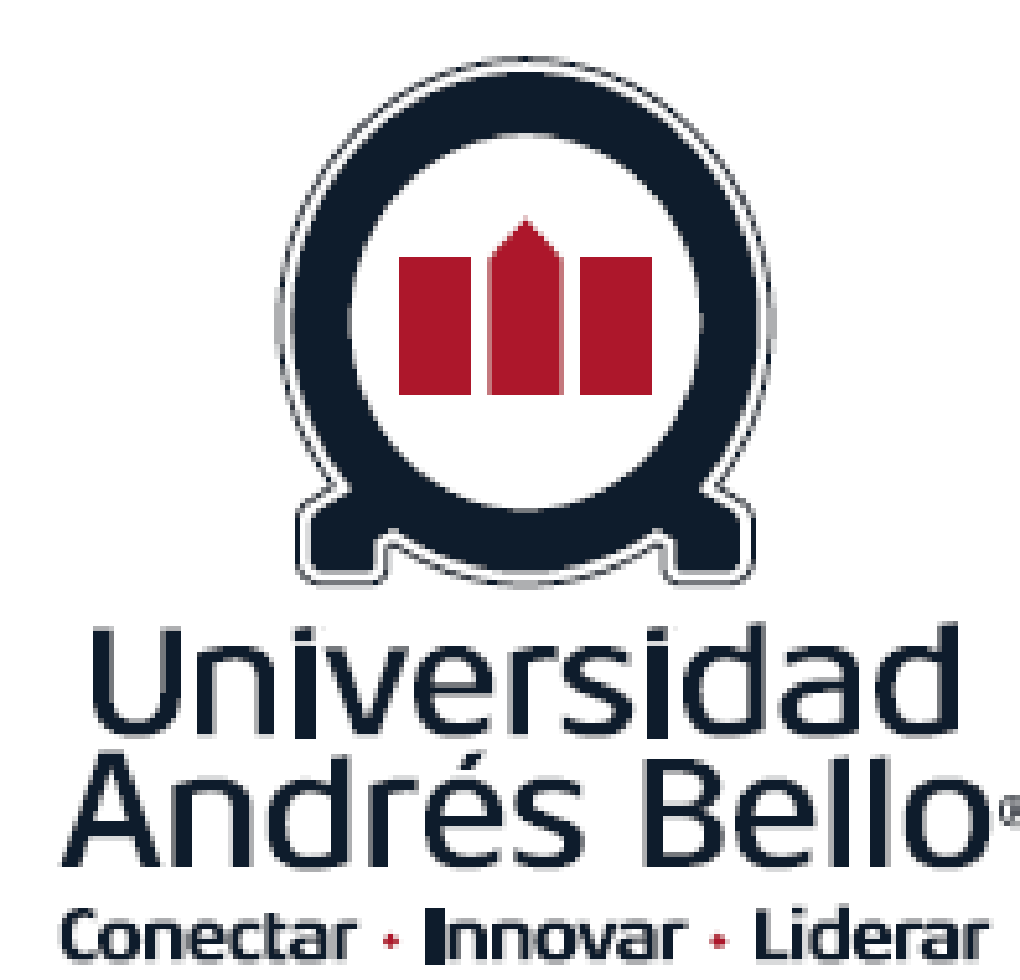 Universidad
Andrés Bello®
Conectar • Innovar • Liderar